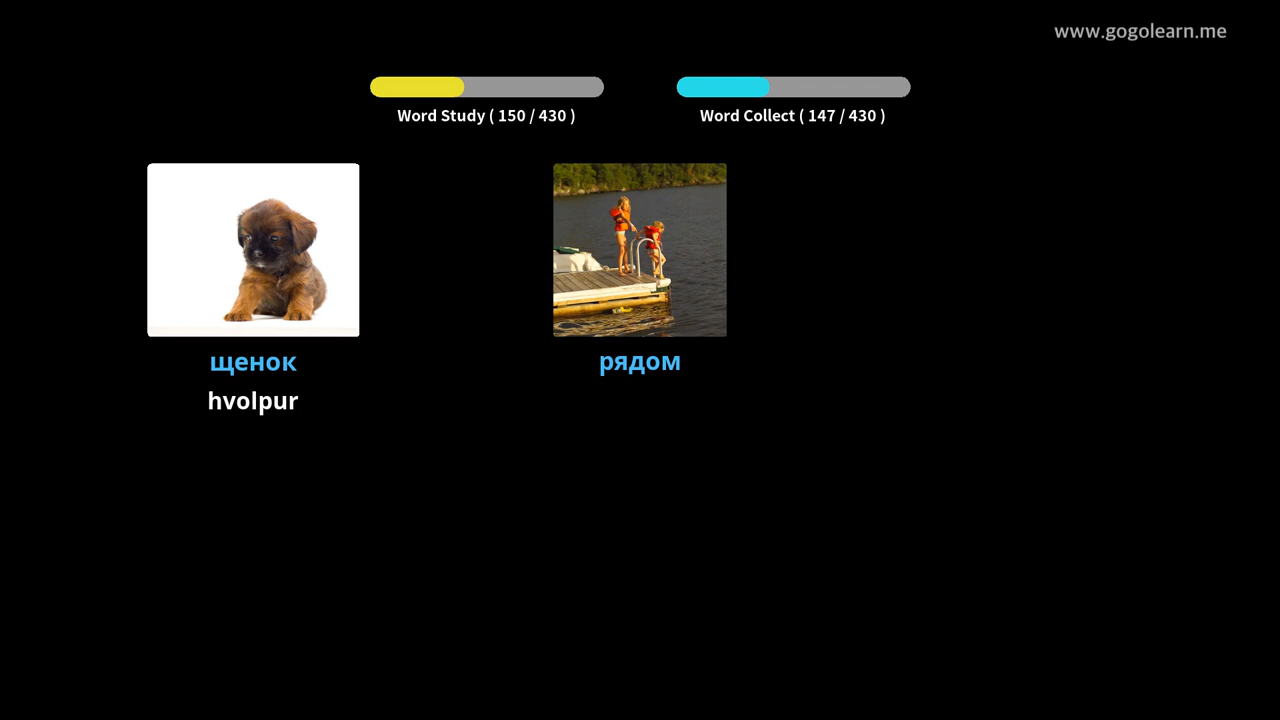 www.gogolearn.me
Word Study ( 150 / 430 )
Word Collect ( 147 / 430 )
щенок
hvolpur
рядом